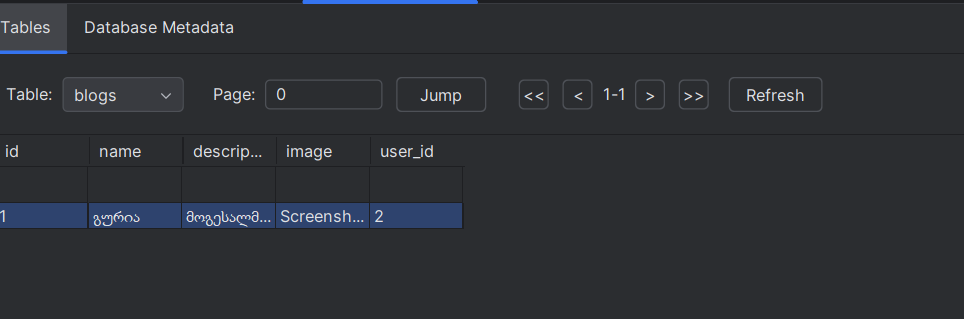 Tables Database Metadata
Table: blogs Page: 0 Jump << < 1-1 > >> Refresh
id name descrip... image user_id
1 გურია მოგესალმ... Screensh... 2